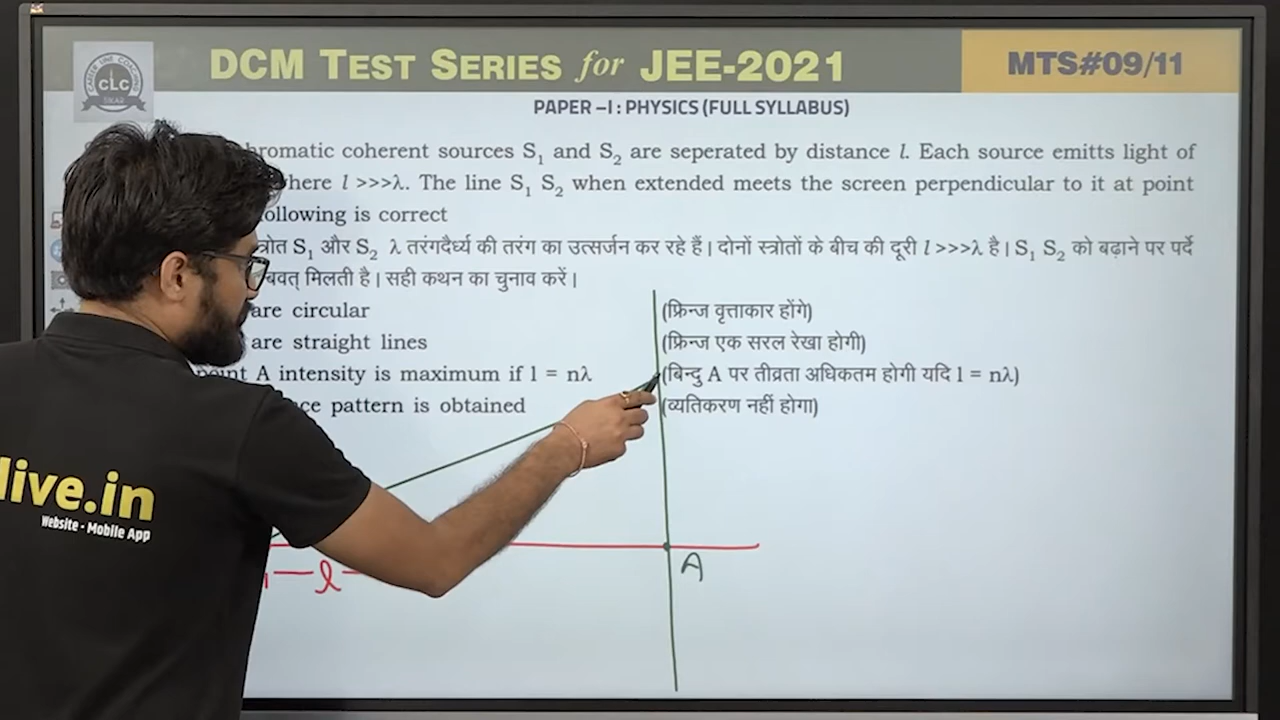 DCM TEST SERIES for JEE-2021
MTS#09/11
CLC
SIKAR
PAPER –I : PHYSICS (FULL SYLLABUS)
hromatic coherent sources S₁ and S₂ are seperated by distance l. Each source emitts light of
here l >>>λ. The line S₁ S₂ when extended meets the screen perpendicular to it at point
ollowing is correct
त्रोत S₁ और S₂ λ तरंगदैर्ध्य की तरंग का उत्सर्जन कर रहे हैं। दोनों स्त्रोतों के बीच की दूरी l >>>λ है। S₁ S₂ को बढ़ाने पर पर्दे
बवत् मिलती है। सही कथन का चुनाव करें।
are circular (फ्रिन्ज वृत्ताकार होंगे)
are straight lines (फ्रिन्ज एक सरल रेखा होगी)
point A intensity is maximum if l = nλ (बिन्दु A पर तीव्रता अधिकतम होगी यदि l = nλ)
ce pattern is obtained (व्यतिकरण नहीं होगा)
A
l
live.in
Website - Mobile App